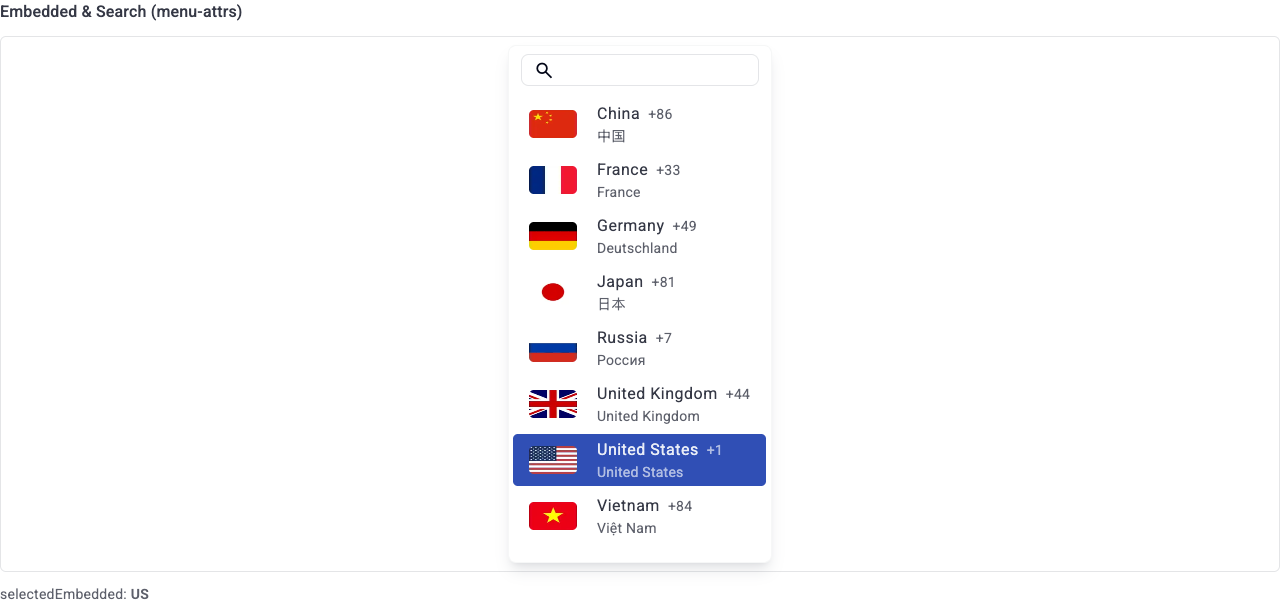 Embedded & Search (menu-attrs)
China +86
中国
France +33
France
Germany +49
Deutschland
Japan +81
日本
Russia +7
Россия
United Kingdom +44
United Kingdom
United States +1
United States
Vietnam +84
Việt Nam
selectedEmbedded: US